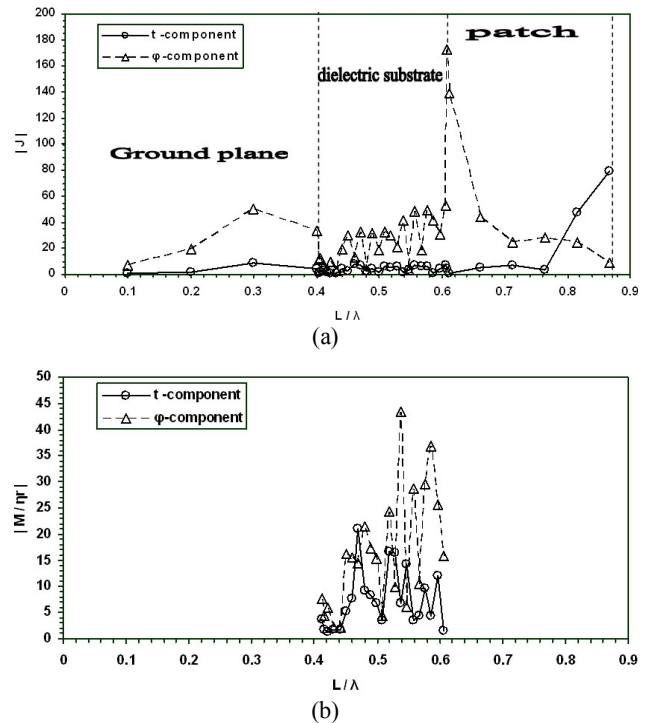 200
180
160
140
120
100
80
60
40
20
0
| J |
t -component
φ-component
Ground plane
dielectric substrate
patch
0 0.1 0.2 0.3 0.4 0.5 0.6 0.7 0.8 0.9
L / λ
(a)
50
45
40
35
30
25
20
15
10
5
0
| M / ηr |
t -component
φ-component
0 0.1 0.2 0.3 0.4 0.5 0.6 0.7 0.8 0.9
L / λ
(b)